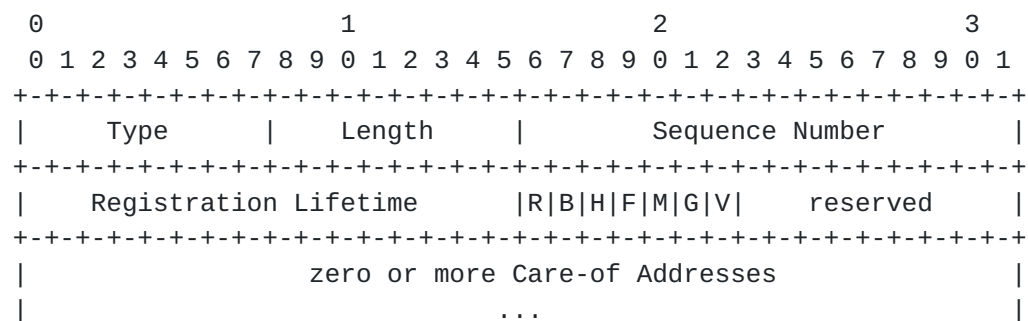 0                   1                   2                   3
 0 1 2 3 4 5 6 7 8 9 0 1 2 3 4 5 6 7 8 9 0 1 2 3 4 5 6 7 8 9 0 1
+-+-+-+-+-+-+-+-+-+-+-+-+-+-+-+-+-+-+-+-+-+-+-+-+-+-+-+-+-+-+-+-+
|     Type      |    Length     |        Sequence Number        |
+-+-+-+-+-+-+-+-+-+-+-+-+-+-+-+-+-+-+-+-+-+-+-+-+-+-+-+-+-+-+-+-+
|    Registration Lifetime      |R|B|H|F|M|G|V|    reserved     |
+-+-+-+-+-+-+-+-+-+-+-+-+-+-+-+-+-+-+-+-+-+-+-+-+-+-+-+-+-+-+-+-+
|                  zero or more Care-of Addresses               |
|                              ...                              |